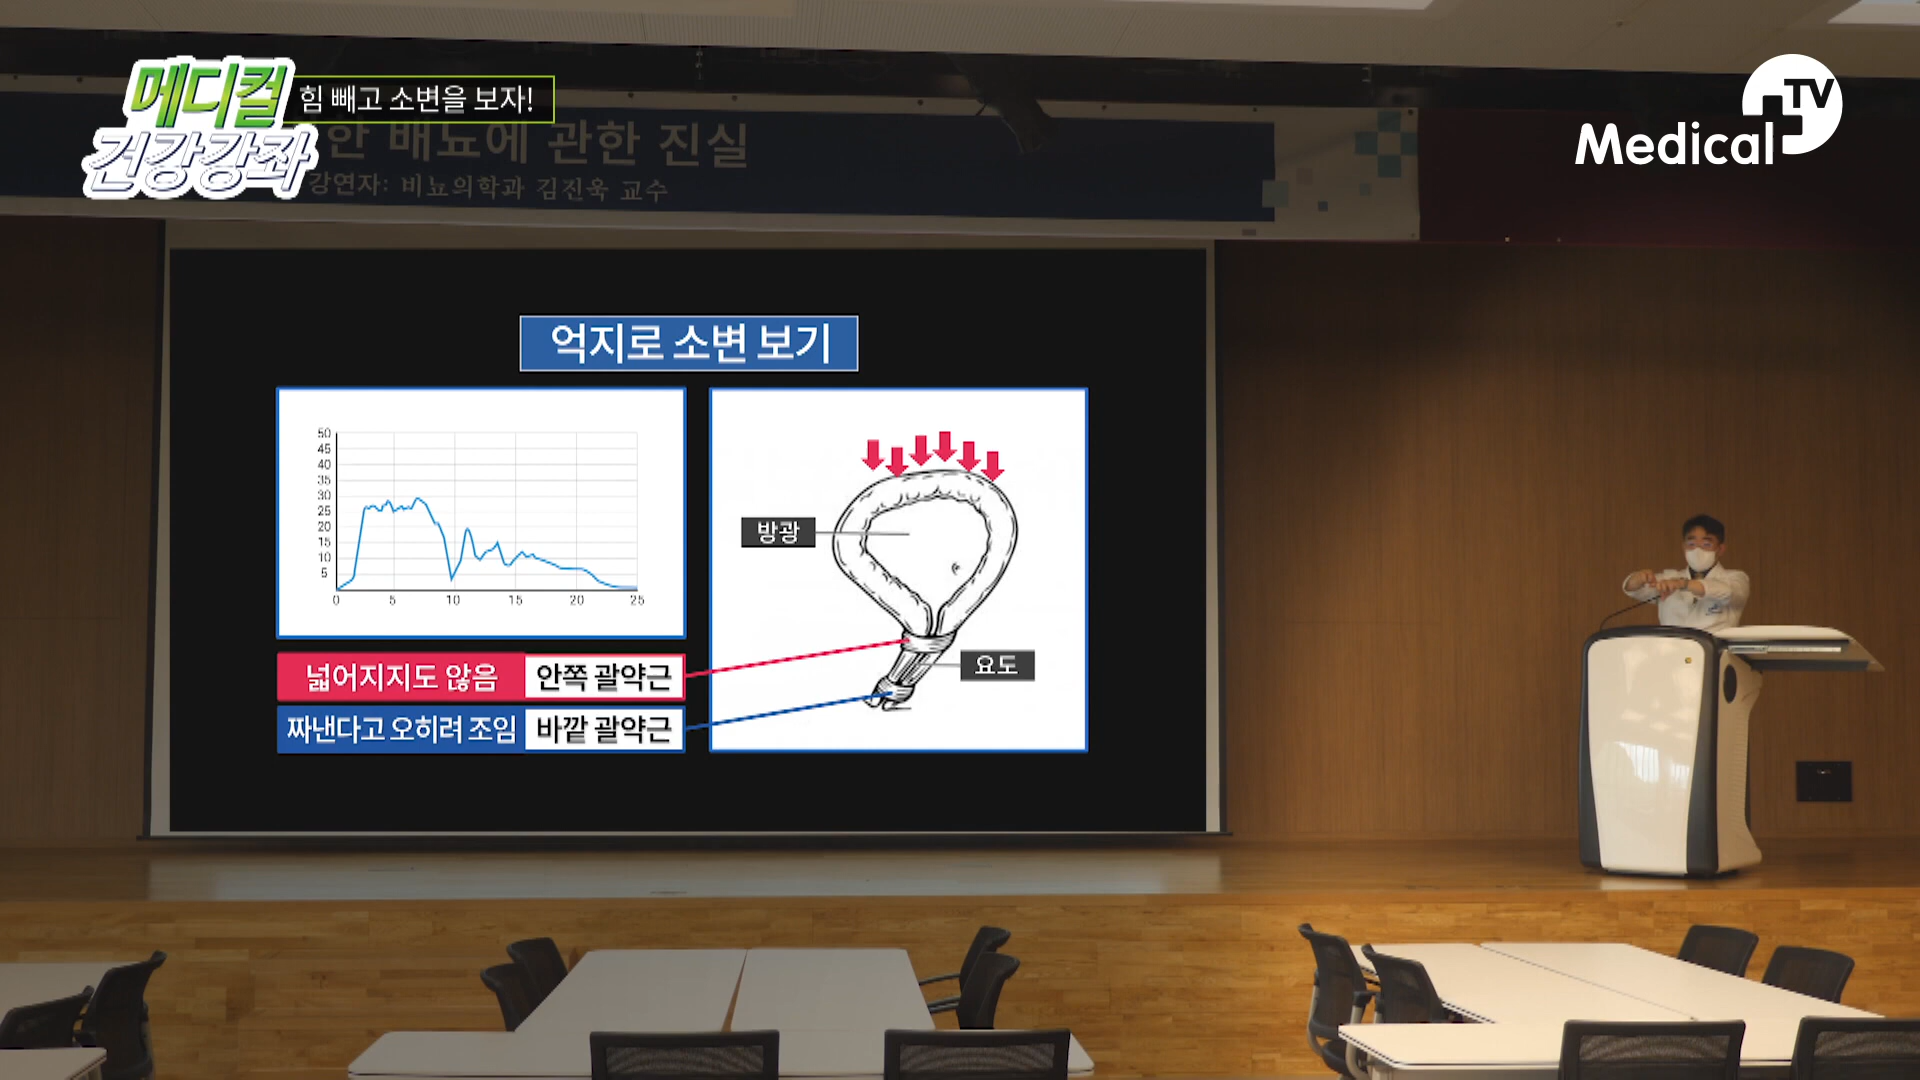 메디컬
건강강좌
힘 빼고 소변을 보자!
한 배뇨에 관한 진실
강연자: 비뇨의학과 김진욱 교수
Medical TV
억지로 소변 보기
50
45
40
35
30
25
20
15
10
5
0 5 10 15 20 25
넓어지지도 않음 안쪽 괄약근
짜낸다고 오히려 조임 바깥 괄약근
방광
요도